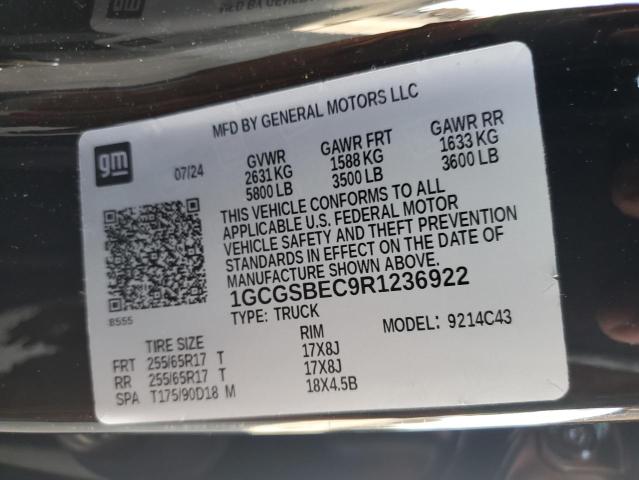 MFD BY GENERAL MOTORS LLC
gm
07/24
GVWR GAWR FRT GAWR RR
2631 KG 1588 KG 1633 KG
5800 LB 3500 LB 3600 LB
THIS VEHICLE CONFORMS TO ALL
APPLICABLE U.S. FEDERAL MOTOR
VEHICLE SAFETY AND THEFT PREVENTION
STANDARDS IN EFFECT ON THE DATE OF
MANUFACTURE SHOWN ABOVE.
1GCGSBEC9R1236922
8555
TYPE: TRUCK MODEL: 9214C43
TIRE SIZE RIM
FRT 255/65R17 T 17X8J
RR 255/65R17 T 17X8J
SPA T175/90D18 M 18X4.5B